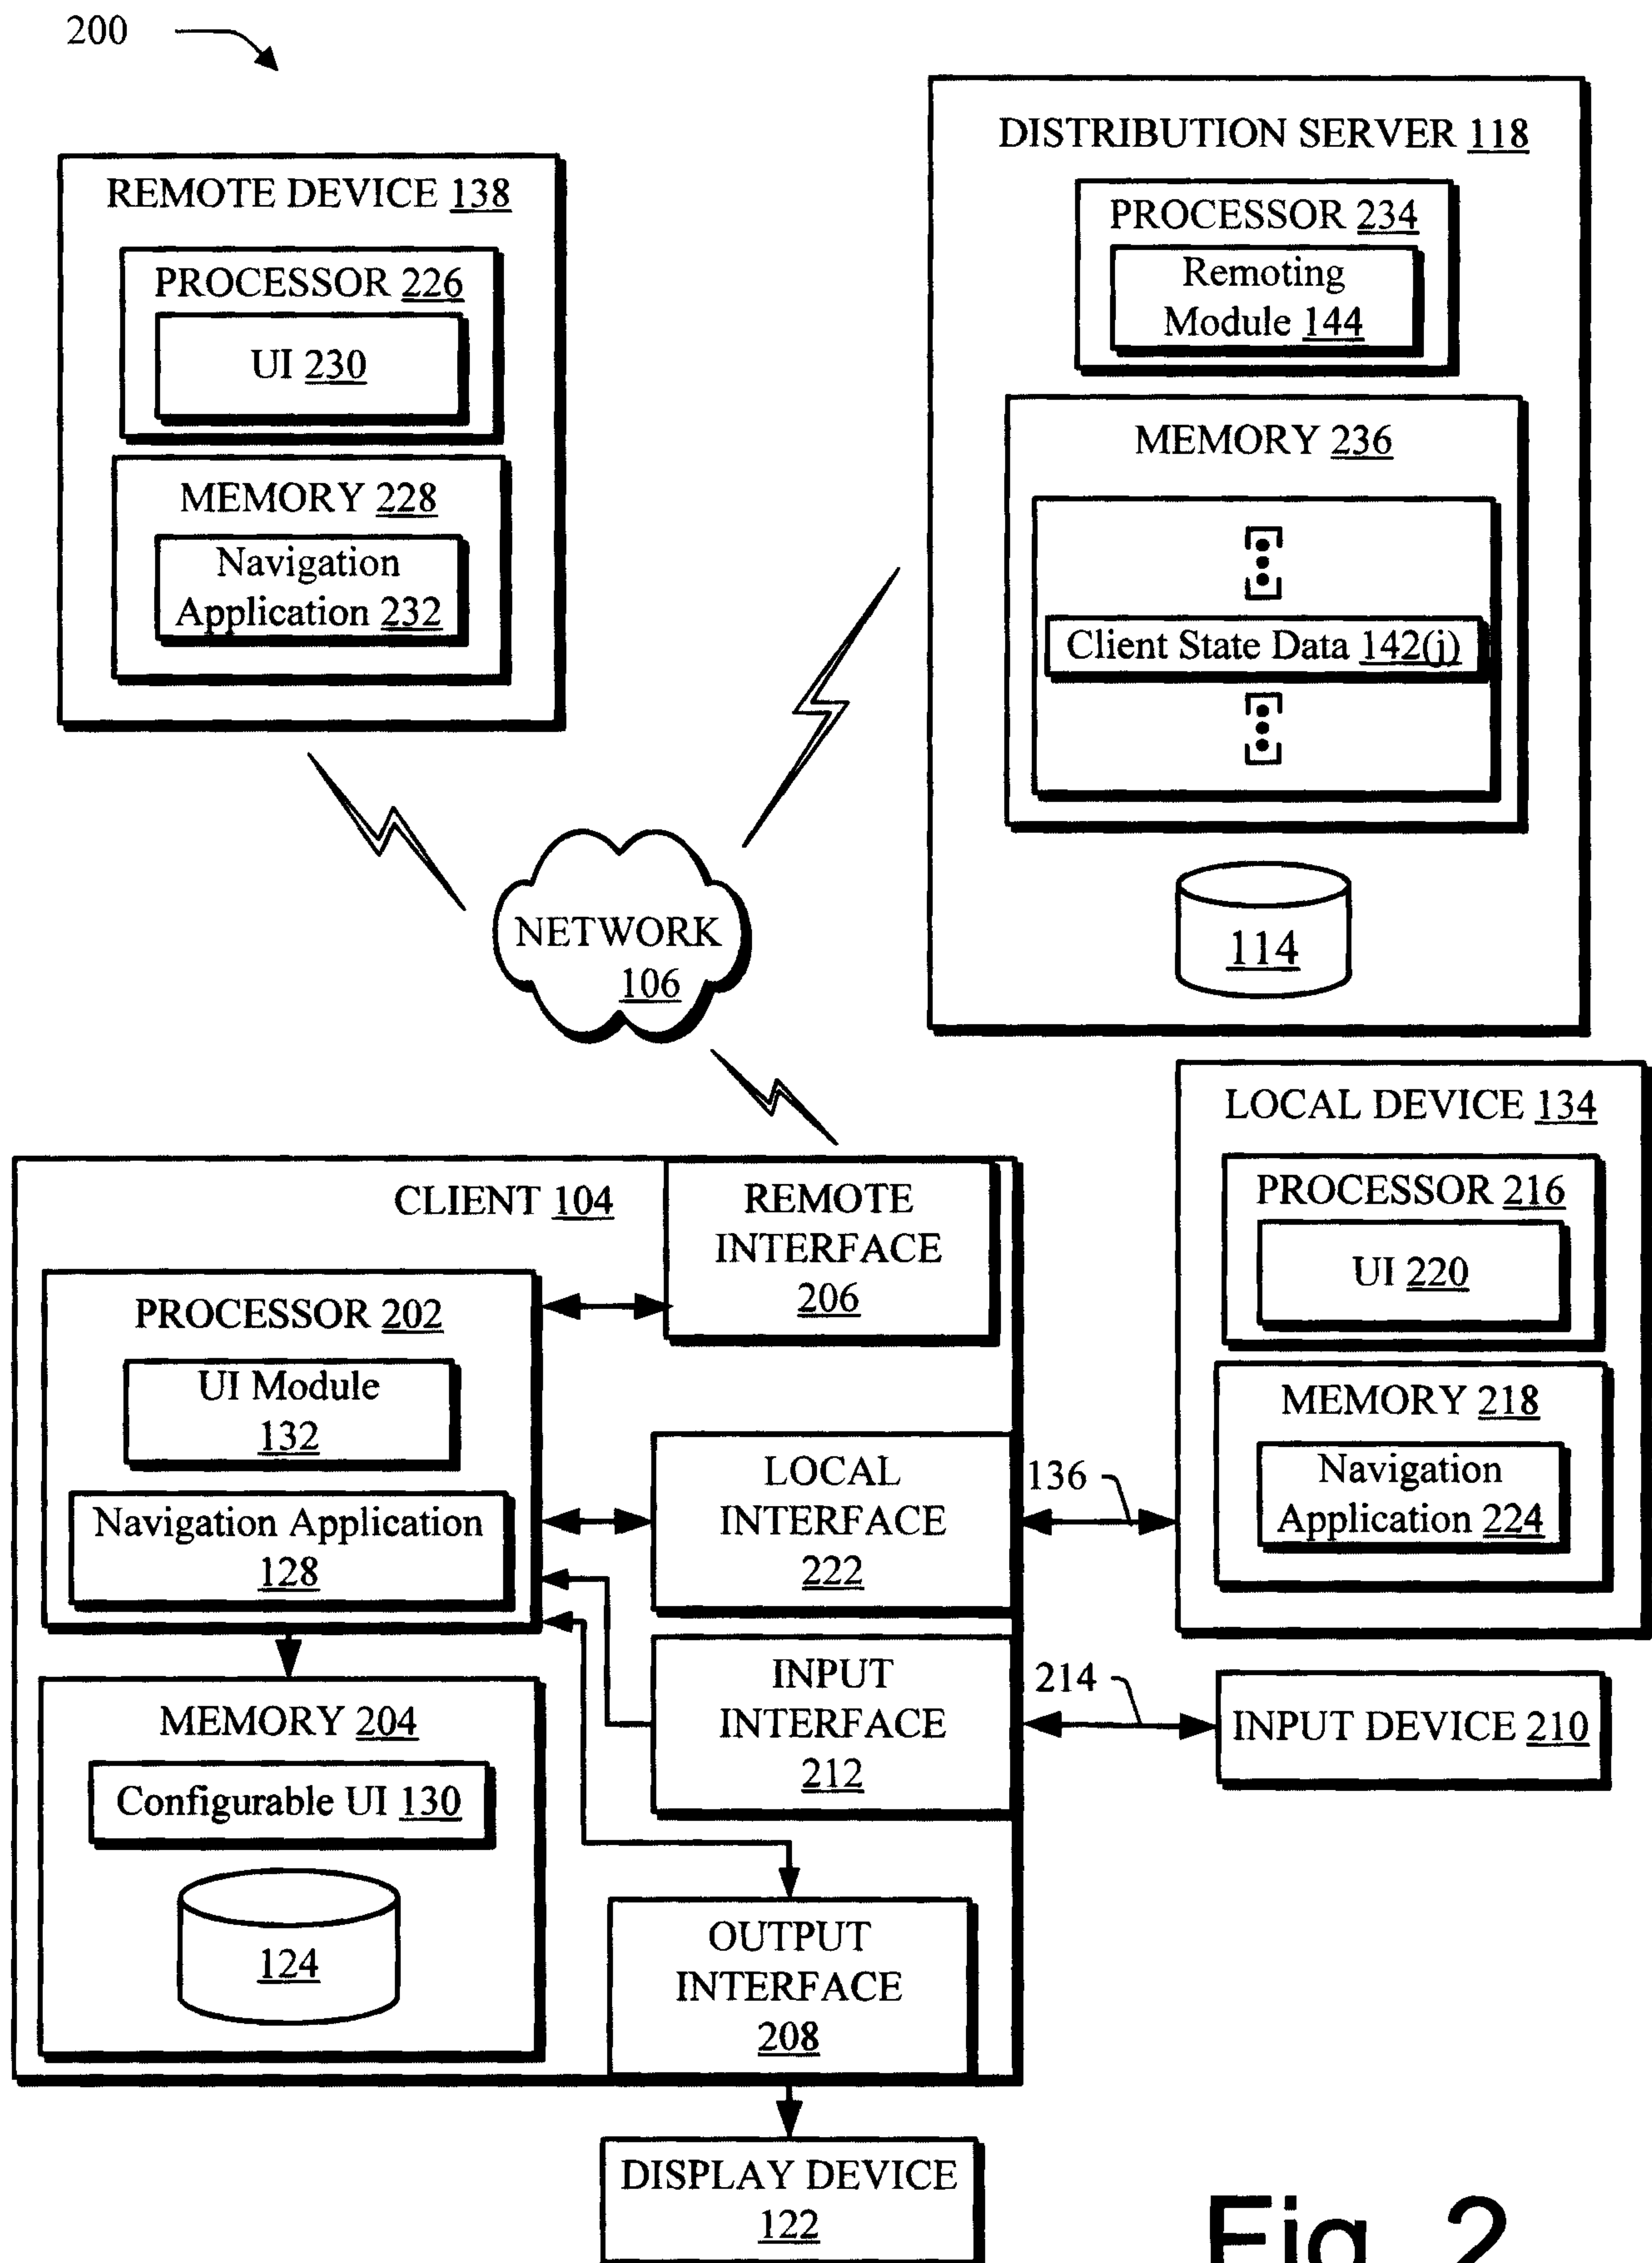 200
REMOTE DEVICE 138
PROCESSOR 226
UI 230
MEMORY 228
Navigation
Application 232
DISTRIBUTION SERVER 118
PROCESSOR 234
Remoting
Module 144
MEMORY 236
Client State Data 142(j)
114
NETWORK
106
CLIENT 104
REMOTE
INTERFACE
206
PROCESSOR 202
UI Module
132
Navigation Application
128
LOCAL
INTERFACE
222
INPUT
INTERFACE
212
MEMORY 204
Configurable UI 130
124
OUTPUT
INTERFACE
208
LOCAL DEVICE 134
PROCESSOR 216
UI 220
MEMORY 218
Navigation
Application 224
136
214
INPUT DEVICE 210
DISPLAY DEVICE
122
Fig. 2